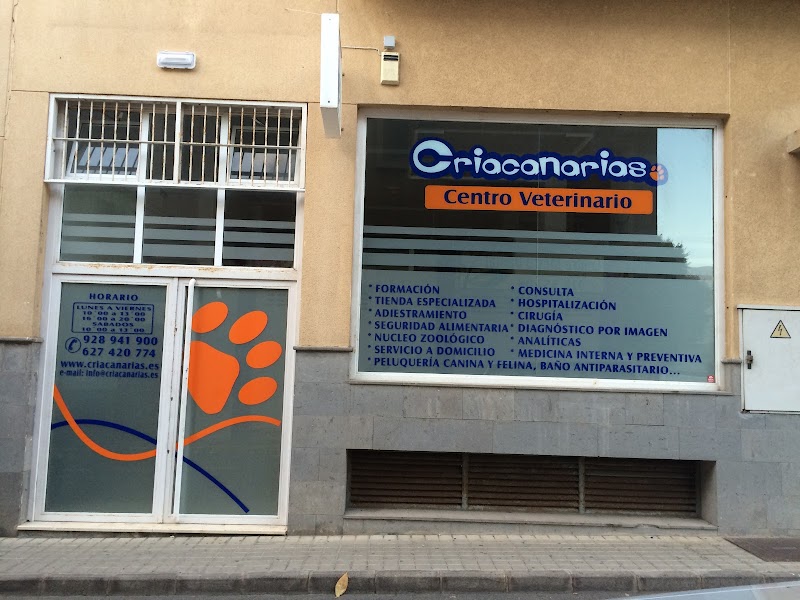 Criacanarias
Centro Veterinario
* FORMACIÓN
* TIENDA ESPECIALIZADA
* ADIESTRAMIENTO
* SEGURIDAD ALIMENTARIA
* NUCLEO ZOOLÓGICO
* SERVICIO A DOMICILIO
* CONSULTA
* HOSPITALIZACIÓN
* CIRUGÍA
* DIAGNÓSTICO POR IMAGEN
* ANALÍTICAS
* MEDICINA INTERNA Y PREVENTIVA
* PELUQUERÍA CANINA Y FELINA, BAÑO ANTIPARASITARIO...
HORARIO
LUNES A VIERNES
10 ̈00 a 13 ̈00
16 ̈00 a 20 ̈00
SABADOS
10 ̈00 a 13 ̈00
928 941 900
627 420 774
www.criacanarias.es
e-mail: info@criacanarias.es